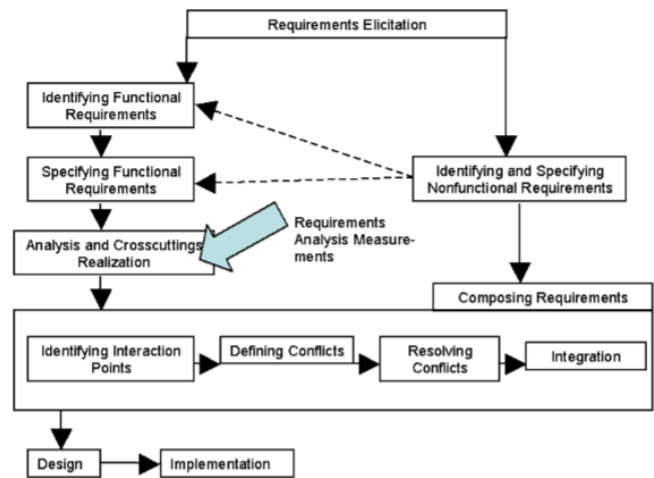 Requirements Elicitation
Identifying Functional
Requirements
Specifying Functional
Requirements
Identifying and Specifying
Nonfunctional Requirements
Requirements
Analysis Measure-
ments
Analysis and Crosscuttings
Realization
Composing Requirements
Identifying Interaction
Points
Defining Conflicts
Resolving
Conflicts
Integration
Design
Implementation